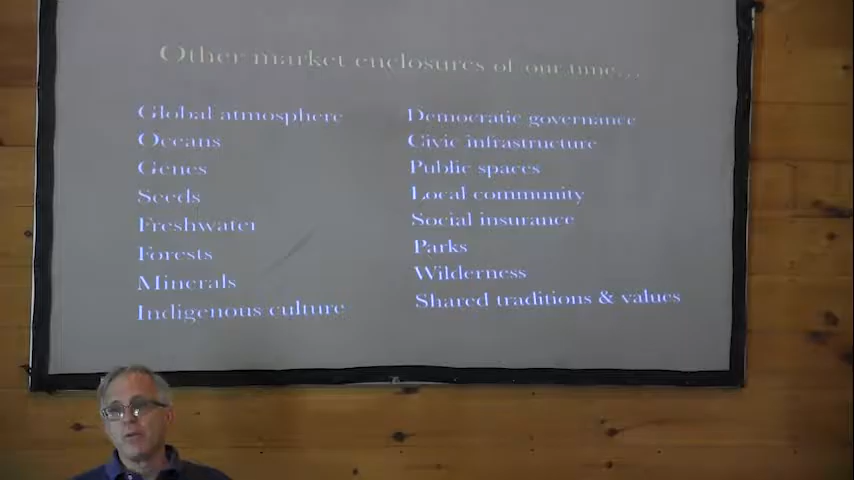 Other market enclosures of our time...
Global atmosphere
Oceans
Genes
Seeds
Freshwater
Forests
Minerals
Indigenous culture
Democratic governance
Civic infrastructure
Public spaces
Local community
Social insurance
Parks
Wilderness
Shared traditions & values